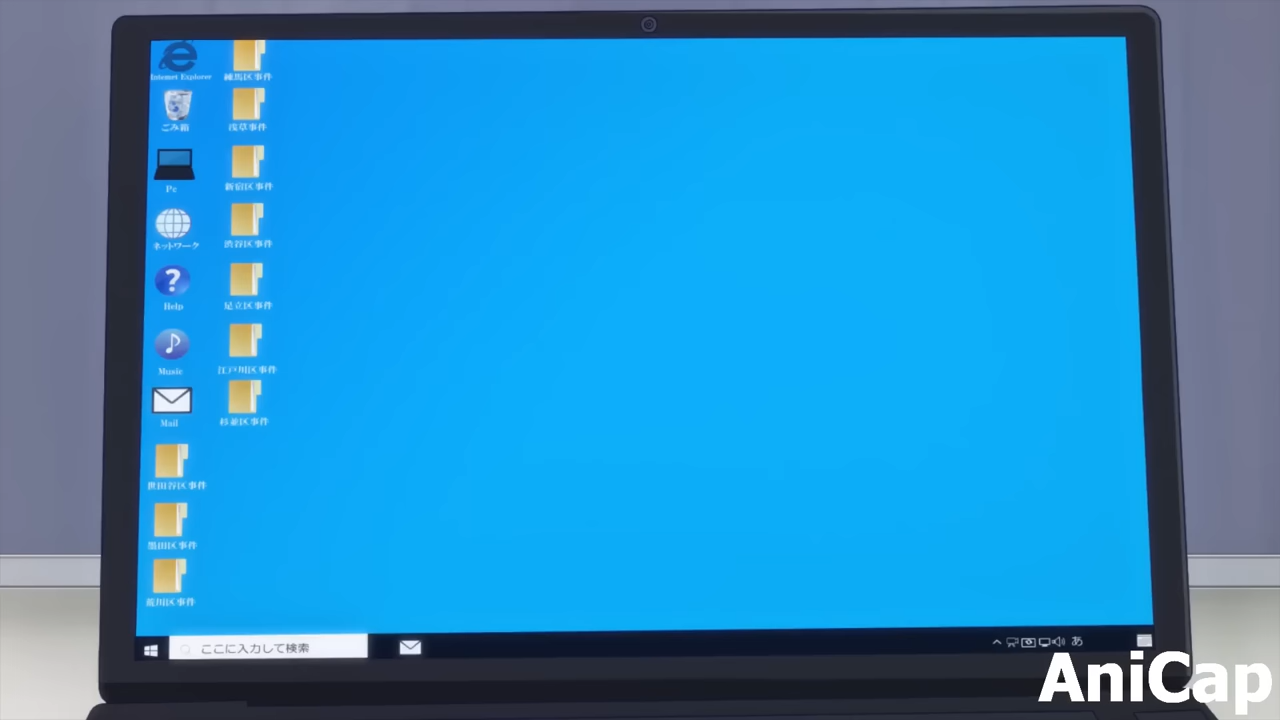 Internet Explorer
ごみ箱
Pc
ネットワーク
Help
Music
Mail
世田谷区事件
墨田区事件
荒川区事件
練馬区事件
浅草事件
新宿区事件
渋谷区事件
足立区事件
江戸川区事件
杉並区事件
ここに入力して検索
あ
AniCap